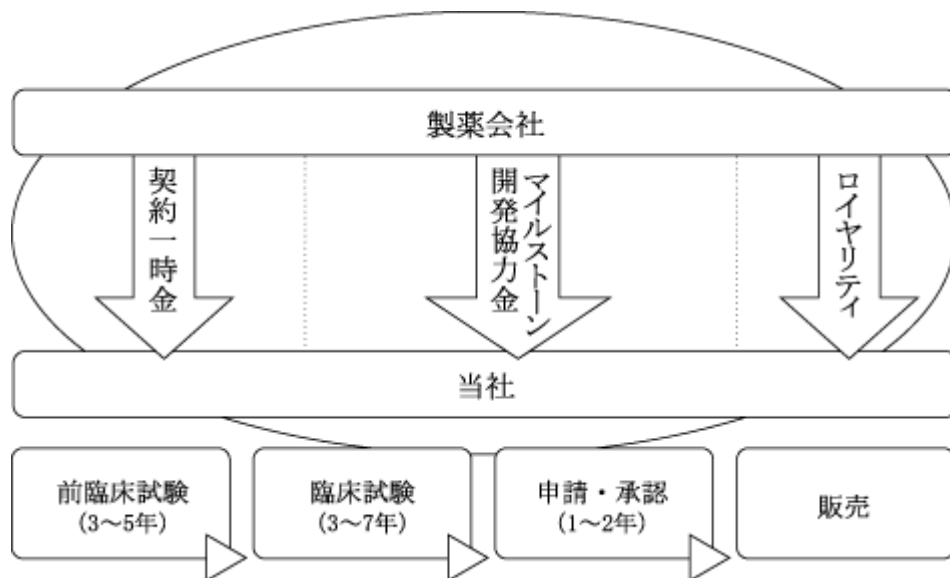 製薬会社
契約一時金
マイルストーン
開発協力金
ロイヤリティ
当社
前臨床試験
(3〜5年)
臨床試験
(3〜7年)
申請・承認
(1〜2年)
販売